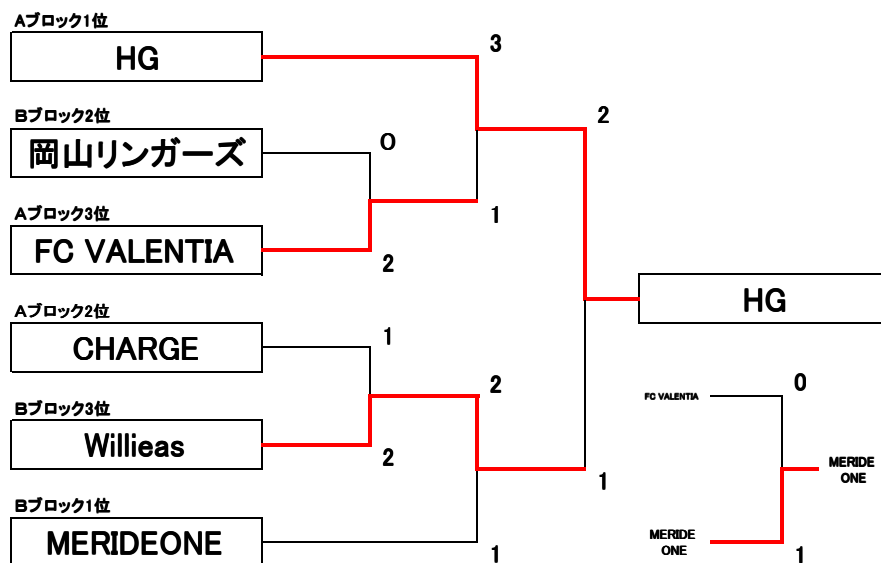 Aブロック1位
HG
3
2
Bブロック2位
岡山リンガーズ
0
Aブロック3位
FC VALENTIA
2
1
HG
Aブロック2位
CHARGE
1
2
Bブロック3位
Willieas
2
1
Bブロック1位
MERIDEONE
1
FC VALENTIA
0
MERIDE
ONE
MERIDE
ONE
1